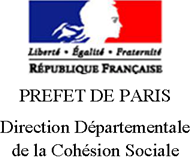 Liberté • Égalité • Fraternité
RÉPUBLIQUE FRANÇAISE
PREFET DE PARIS
Direction Départementale
de la Cohésion Sociale